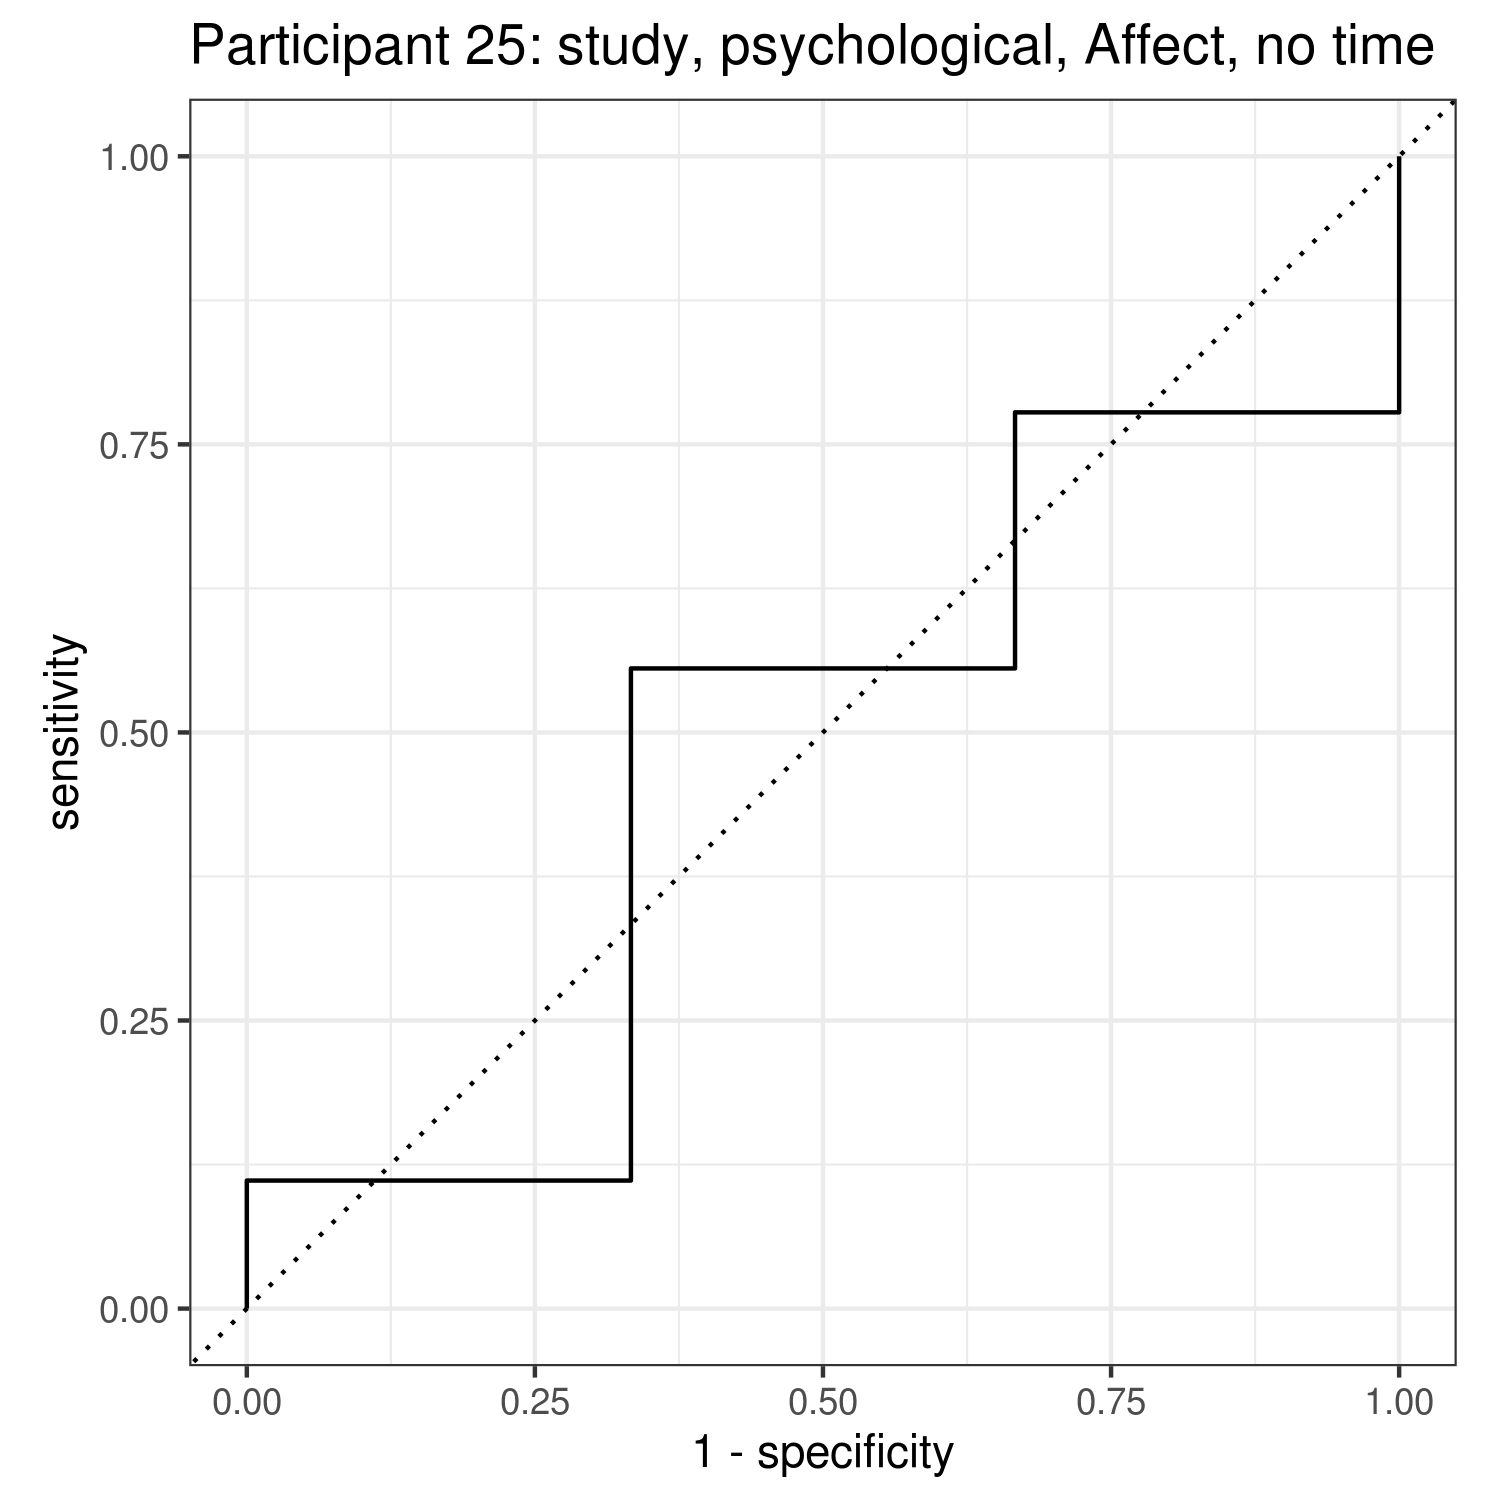 Participant 25: study, psychological, Affect, no time
sensitivity
1.00
0.75
0.50
0.25
0.00
0.00 0.25 0.50 0.75 1.00
1 - specificity